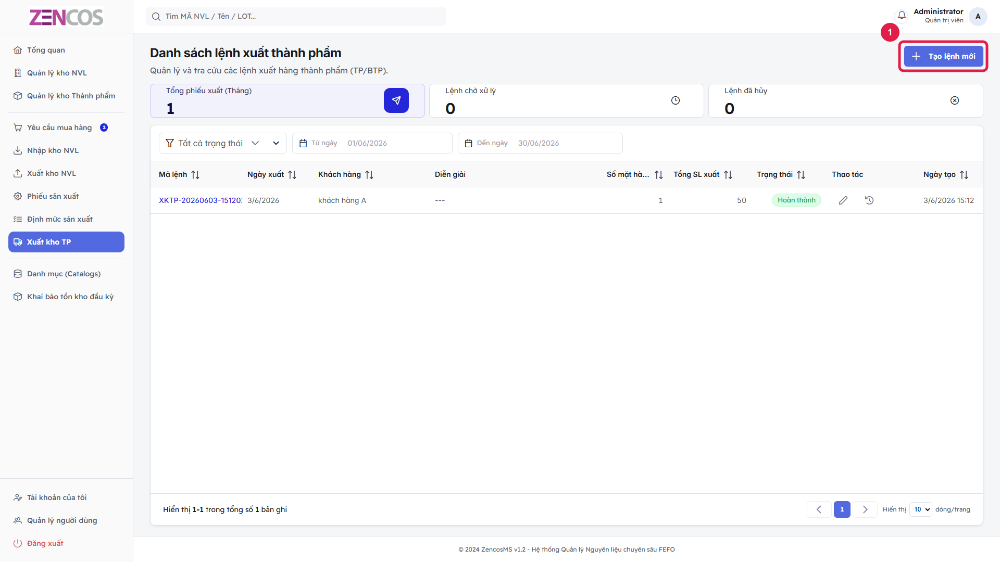 ZENCOS
Tìm MÃ NVL / Tên / LOT...
Administrator
Quản trị viên
A
1
Tổng quan
Quản lý kho NVL
Quản lý kho Thành phẩm
Yêu cầu mua hàng 2
Nhập kho NVL
Xuất kho NVL
Phiếu sản xuất
Định mức sản xuất
Xuất kho TP
Danh mục (Catalogs)
Khai báo tồn kho đầu kỳ
Tài khoản của tôi
Quản lý người dùng
Đăng xuất
Danh sách lệnh xuất thành phẩm
Quản lý và tra cứu các lệnh xuất hàng thành phẩm (TP/BTP).
Tạo lệnh mới
Tổng phiếu xuất (Tháng)
1
Lệnh chờ xử lý
0
Lệnh đã hủy
0
Tất cả trạng thái
Từ ngày 01/06/2026
Đến ngày 30/06/2026
Mã lệnh Ngày xuất Khách hàng Diễn giải Số mặt hà... Tổng SL xuất Trạng thái Thao tác Ngày tạo
XKTP-20260603-15120 3/6/2026 khách hàng A --- 1 50 Hoàn thành 3/6/2026 15:12
Hiển thị 1-1 trong tổng số 1 bản ghi
1
Hiển thị 10 dòng/trang
© 2024 ZencosMS v1.2 - Hệ thống Quản lý Nguyên liệu chuyên sâu FEFO